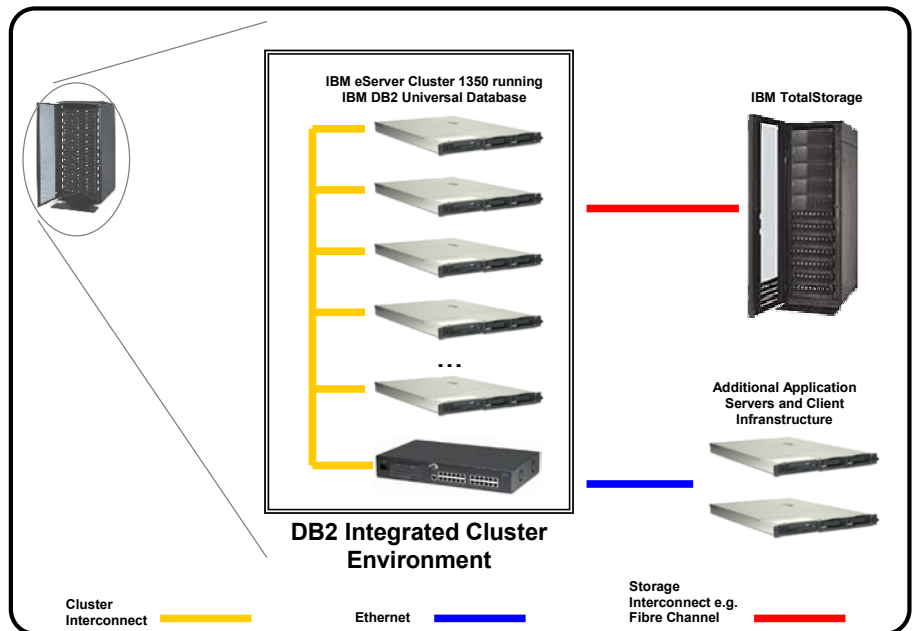 IBM eServer Cluster 1350 running
IBM DB2 Universal Database
IBM TotalStorage
...
Additional Application
Servers and Client
Infranstructure
DB2 Integrated Cluster
Environment
Cluster
Interconnect
Ethernet
Storage
Interconnect e.g.
Fibre Channel